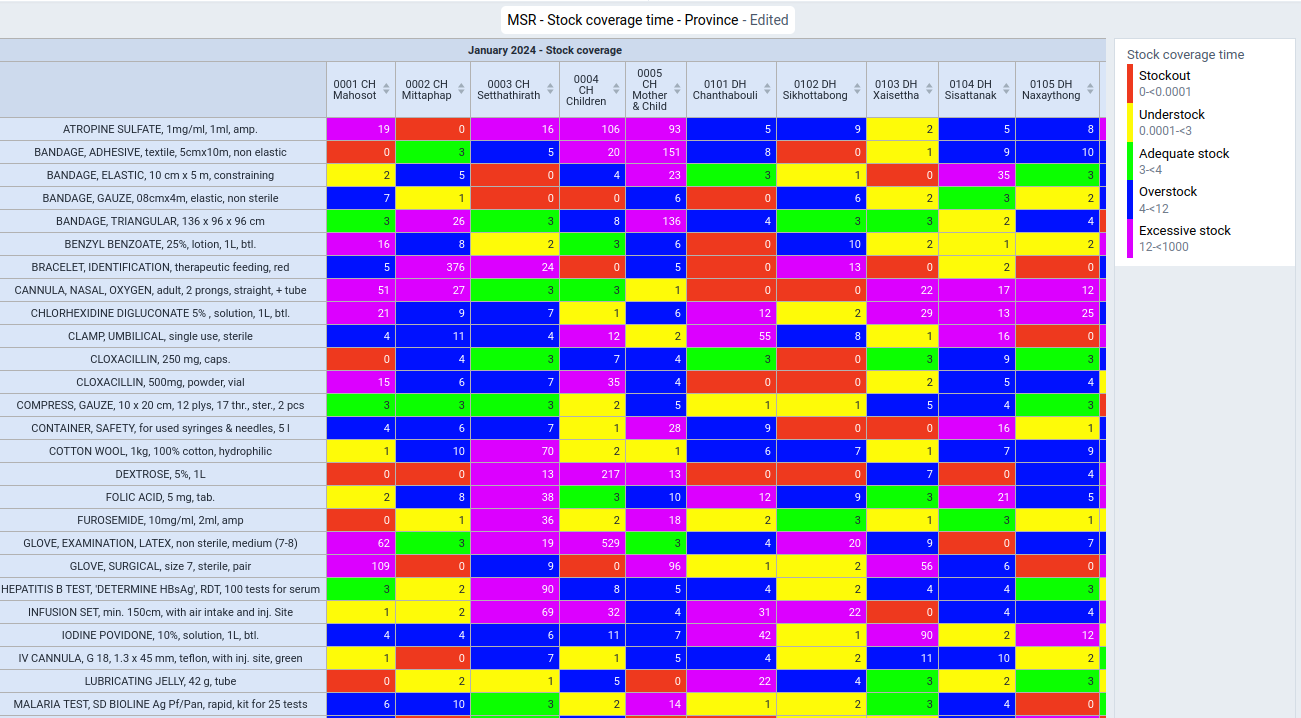 MSR - Stock coverage time - Province - Edited
January 2024 - Stock coverage
0001 CH Mahosot 0002 CH Mittaphap 0003 CH Setthathirath 0004 CH Children 0005 CH Mother & Child 0101 DH Chanthabouli 0102 DH Sikhottabong 0103 DH Xaisettha 0104 DH Sisattanak 0105 DH Naxaythong
ATROPINE SULFATE, 1mg/ml, 1ml, amp. 19 0 16 106 93 5 9 2 5 8
BANDAGE, ADHESIVE, textile, 5cmx10m, non elastic 0 3 5 20 151 8 0 1 9 10
BANDAGE, ELASTIC, 10 cm x 5 m, constraining 2 5 0 4 23 3 1 0 35 3
BANDAGE, GAUZE, 08cmx4m, elastic, non sterile 7 1 0 0 6 0 6 2 3 2
BANDAGE, TRIANGULAR, 136 x 96 x 96 cm 3 26 3 8 136 4 3 3 2 4
BENZYL BENZOATE, 25%, lotion, 1L, btl. 16 8 2 3 6 0 10 2 1 2
BRACELET, IDENTIFICATION, therapeutic feeding, red 5 376 24 0 5 0 13 0 2 0
CANNULA, NASAL, OXYGEN, adult, 2 prongs, straight, + tube 51 27 3 3 1 0 0 22 17 12
CHLORHEXIDINE DIGLUCONATE 5% , solution, 1L, btl. 21 9 7 1 6 12 2 29 13 25
CLAMP, UMBILICAL, single use, sterile 4 11 4 12 2 55 8 1 16 0
CLOXACILLIN, 250 mg, caps. 0 4 3 7 4 3 0 3 9 3
CLOXACILLIN, 500mg, powder, vial 15 6 7 35 4 0 0 2 5 4
COMPRESS, GAUZE, 10 x 20 cm, 12 plys, 17 thr., ster., 2 pcs 3 3 3 2 5 1 1 5 4 3
CONTAINER, SAFETY, for used syringes & needles, 5 l 4 6 7 1 28 9 0 0 16 1
COTTON WOOL, 1kg, 100% cotton, hydrophilic 1 10 70 2 1 6 7 1 7 9
DEXTROSE, 5%, 1L 0 0 13 217 13 0 0 7 0 4
FOLIC ACID, 5 mg, tab. 2 8 38 3 10 12 9 3 21 5
FUROSEMIDE, 10mg/ml, 2ml, amp 0 1 36 2 18 2 3 1 3 1
GLOVE, EXAMINATION, LATEX, non sterile, medium (7-8) 62 3 19 529 3 4 20 9 0 7
GLOVE, SURGICAL, size 7, sterile, pair 109 0 9 0 96 1 2 56 6 0
HEPATITIS B TEST, 'DETERMINE HBsAg', RDT, 100 tests for serum 3 2 90 8 5 4 2 4 4 3
INFUSION SET, min. 150cm, with air intake and inj. Site 1 2 69 32 4 31 22 0 4 4
IODINE POVIDONE, 10%, solution, 1L, btl. 4 4 6 11 7 42 1 90 2 12
IV CANNULA, G 18, 1.3 x 45 mm, teflon, with inj. site, green 1 0 7 1 5 4 2 11 10 2
LUBRICATING JELLY, 42 g, tube 0 2 1 5 0 22 4 3 2 3
MALARIA TEST, SD BIOLINE Ag Pf/Pan, rapid, kit for 25 tests 6 10 3 2 14 1 2 3 4 0
Stock coverage time
Stockout
0-<0.0001
Understock
0.0001-<3
Adequate stock
3-<4
Overstock
4-<12
Excessive stock
12-<1000